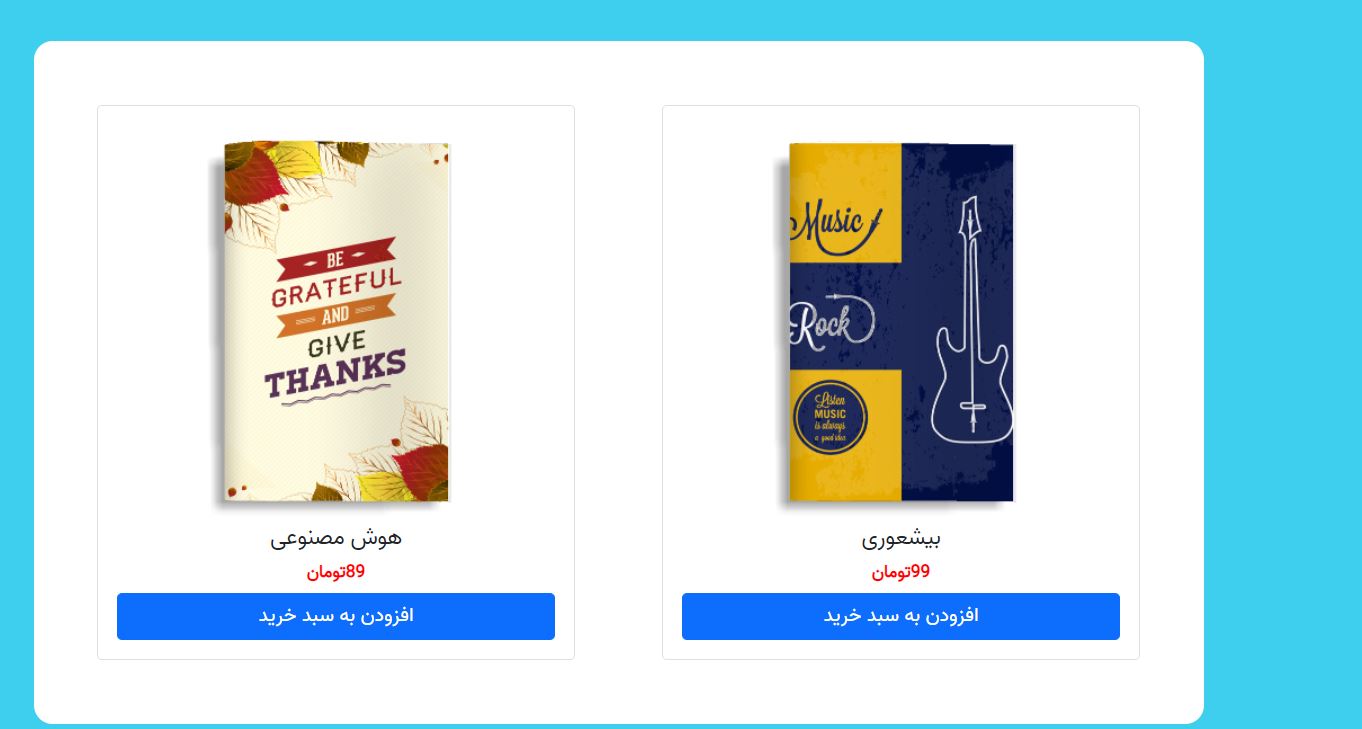 BE
GRATEFUL
AND
GIVE
THANKS
هوش مصنوعی
89تومان
افزودن به سبد خرید
Music
Rock
Listen
MUSIC
is always
a good idea
بیشعوری
99تومان
افزودن به سبد خرید